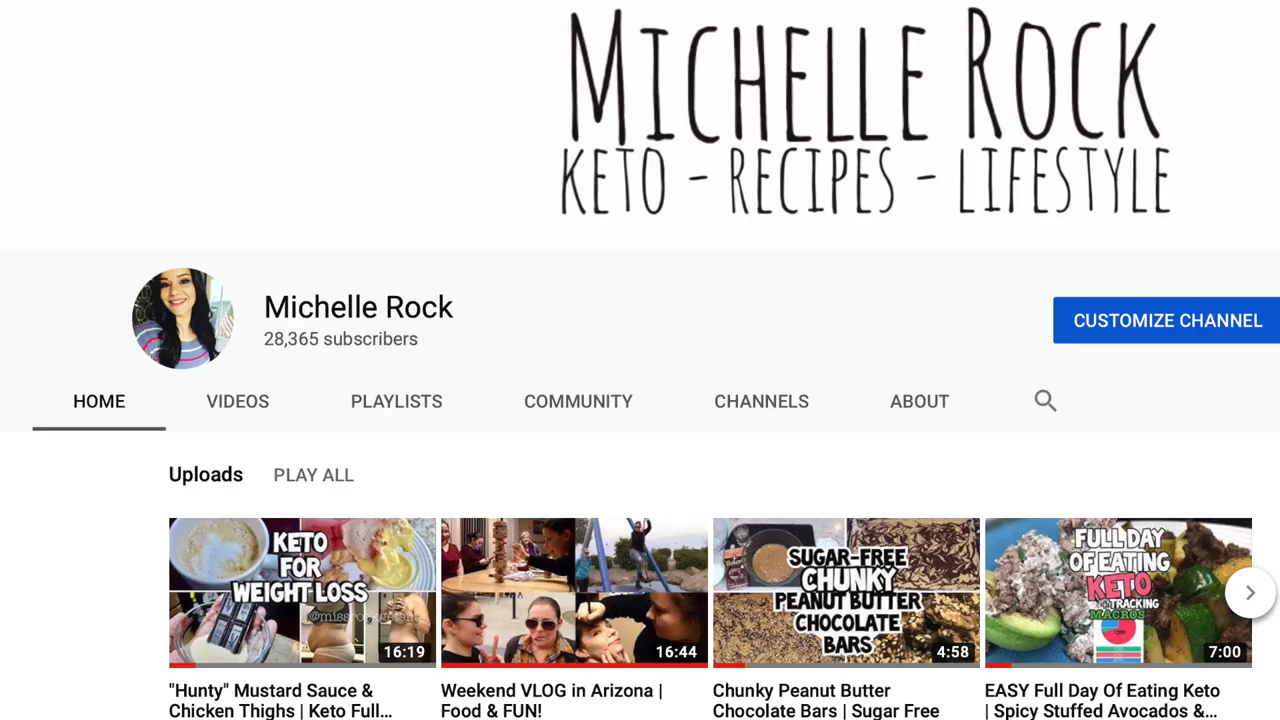 MICHELLE ROCK
KETO - RECIPES - LIFESTYLE
Michelle Rock
28,365 subscribers
CUSTOMIZE CHANNEL
HOME VIDEOS PLAYLISTS COMMUNITY CHANNELS ABOUT
Uploads PLAY ALL
KETO
FOR
WEIGHT LOSS
16:19
16:44
SUGAR-FREE
CHUNKY
PEANUT BUTTER
CHOCOLATE
BARS
4:58
FULL DAY
OF EATING
KETO
TRACKING
MACROS
7:00
"Hunty" Mustard Sauce &
Chicken Thighs | Keto Full...
Weekend VLOG in Arizona |
Food & FUN!
Chunky Peanut Butter
Chocolate Bars | Sugar Free
EASY Full Day Of Eating Keto
| Spicy Stuffed Avocados &...